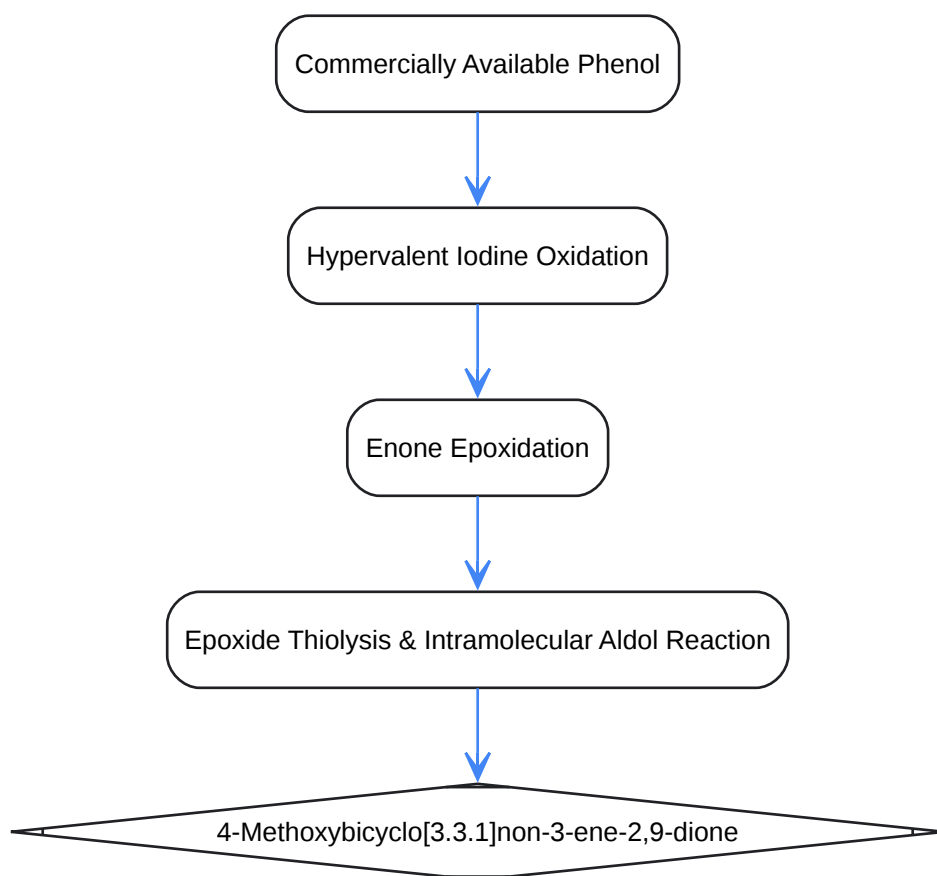 Commercially Available Phenol
Hypervalent Iodine Oxidation
Enone Epoxidation
Epoxide Thiolysis & Intramolecular Aldol Reaction
4-Methoxybicyclo[3.3.1]non-3-ene-2,9-dione